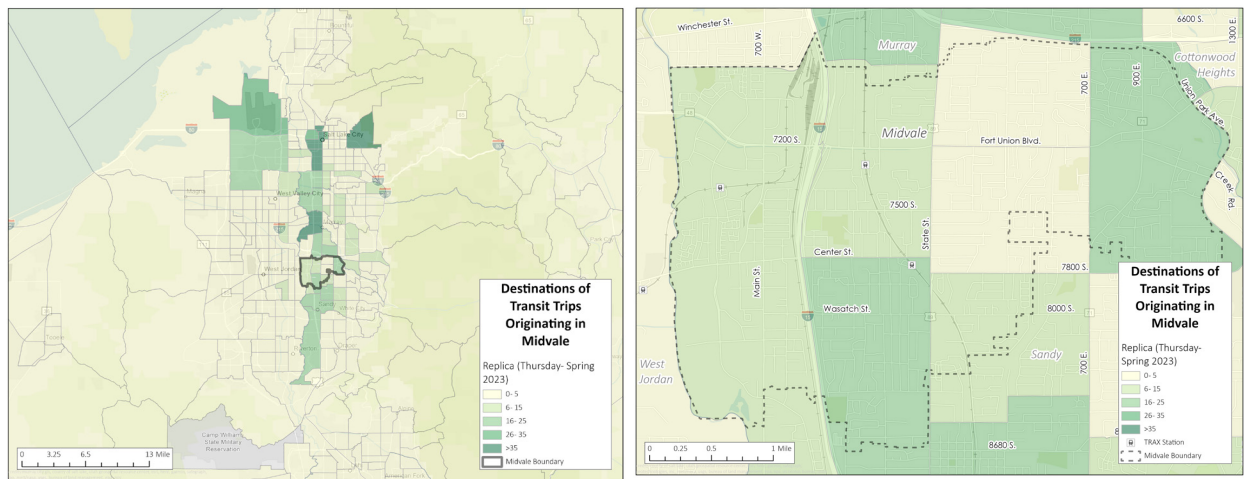 Salt Lake City
West Valley City
West Jordan
Camp William
State Military
Reservation
Destinations of
Transit Trips
Originating in
Midvale
Replica (Thursday- Spring
2023)
0- 5
6- 15
16- 25
26- 35
>35
Midvale Boundary
0 3.25 6.5 13 Mile
Winchester St.
700 W.
Murray
6600 S.
1300 E.
Cottonwood
Heights
700 E.
900 E.
Union Park Ave.
Midvale
7200 S.
Fort Union Blvd.
Creek Rd.
7500 S.
State St.
Center St.
7800 S.
Main St.
Wasatch St.
8000 S.
Sandy
700 E.
West
Jordan
8680 S.
Destinations of
Transit Trips
Originating in
Midvale
Replica (Thursday-
Spring 2023)
0- 5
6- 15
16- 25
26- 35
>35
TRAX Station
Midvale Boundary
0 0.25 0.5 1 Mile